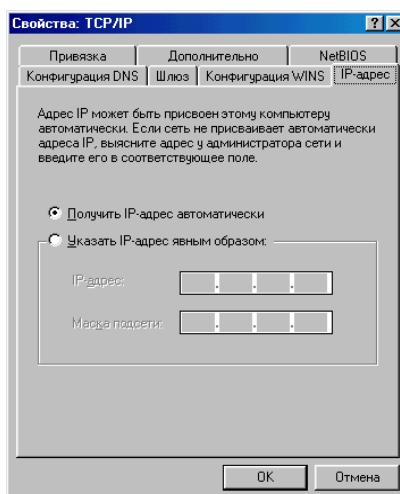 Свойства: TCP/IP
Привязка Дополнительно NetBIOS
Конфигурация DNS Шлюз Конфигурация WINS IP-адрес
Адрес IP может быть присвоен этому компьютеру
автоматически. Если сеть не присваивает автоматически
адреса IP, выясните адрес у администратора сети и
введите его в соответствующее поле.
Получить IP-адрес автоматически
Указать IP-адрес явным образом:
IP-адрес:
Маска подсети:
OK Отмена